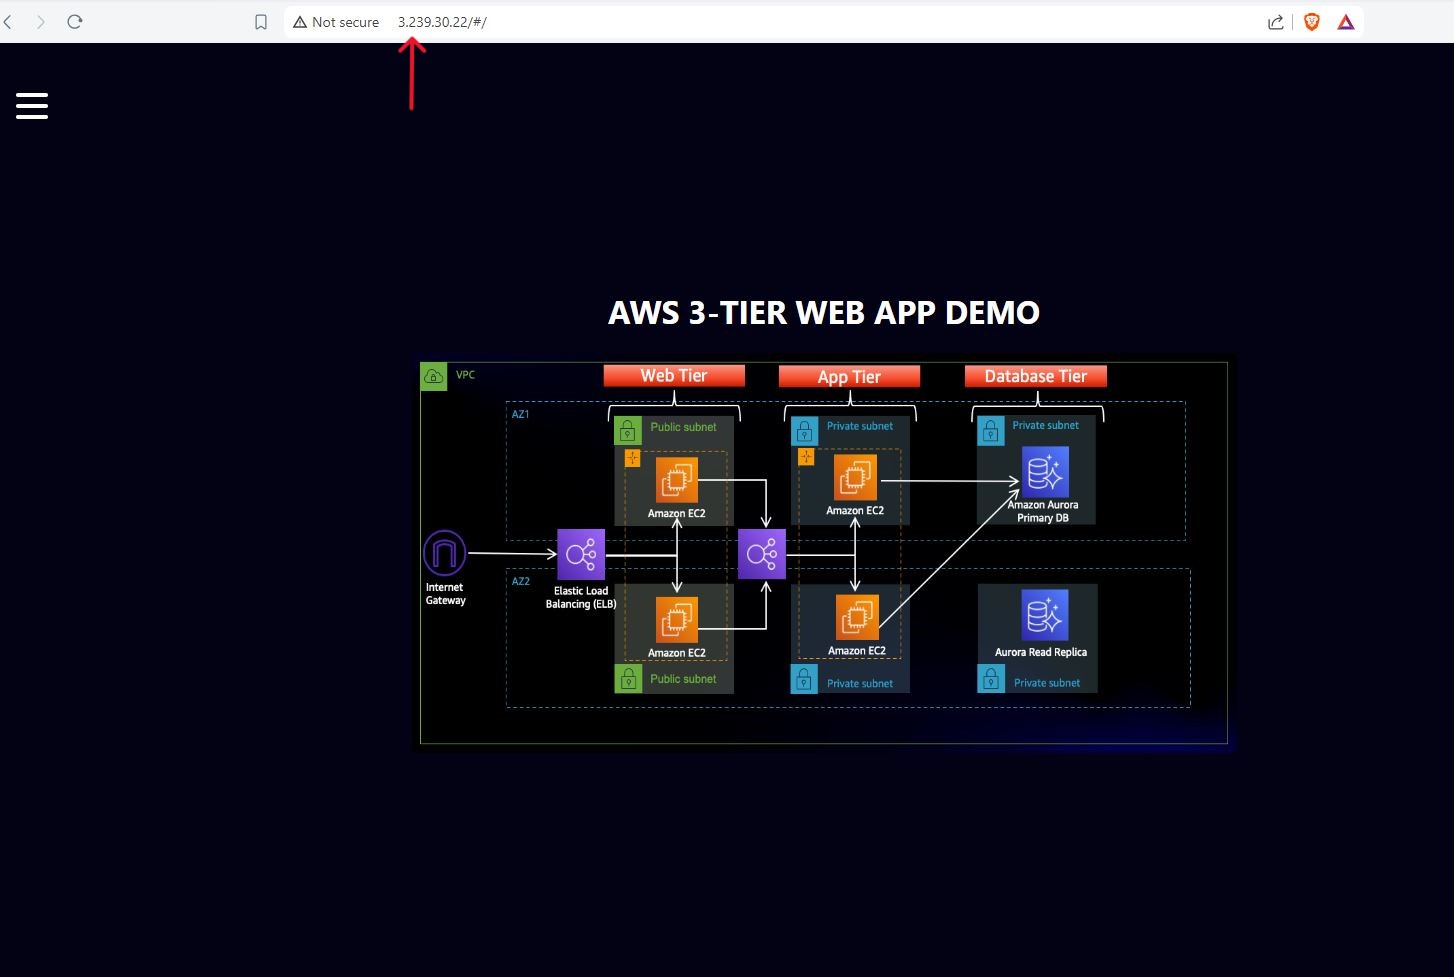 Not secure 3.239.30.22/#/
AWS 3-TIER WEB APP DEMO
VPC
Web Tier
App Tier
Database Tier
AZ1
Public subnet
Private subnet
Private subnet
Amazon EC2
Amazon EC2
Amazon Aurora
Primary DB
Internet
Gateway
Elastic Load
Balancing (ELB)
AZ2
Amazon EC2
Amazon EC2
Aurora Read Replica
Public subnet
Private subnet
Private subnet